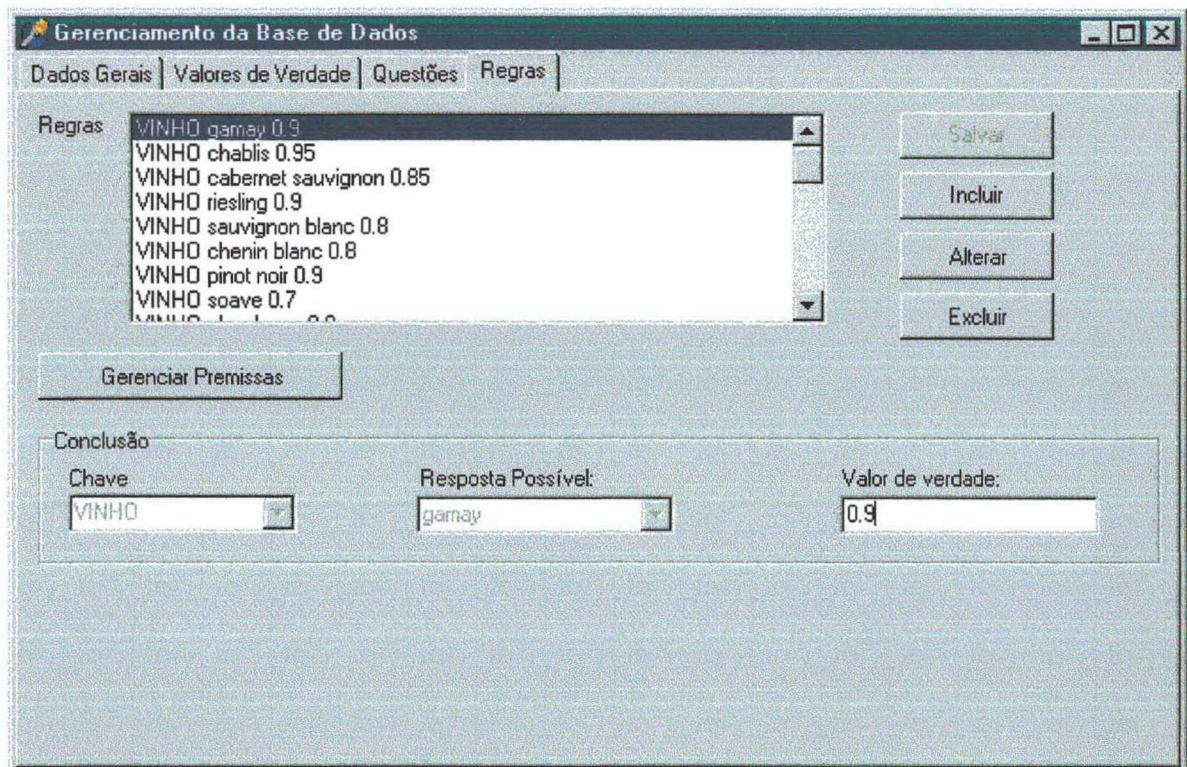 Gerenciamento da Base de Dados
Dados Gerais Valores de Verdade Questões Regras
Regras
VINHO gamay 0.9
VINHO chablis 0.95
VINHO cabernet sauvignon 0.85
VINHO riesling 0.9
VINHO sauvignon blanc 0.8
VINHO chenin blanc 0.8
VINHO pinot noir 0.9
VINHO soave 0.7
VINHO
Salvar
Incluir
Alterar
Excluir
Gerenciar Premissas
Conclusão
Chave Resposta Possível: Valor de verdade:
VINHO gamay 0.9